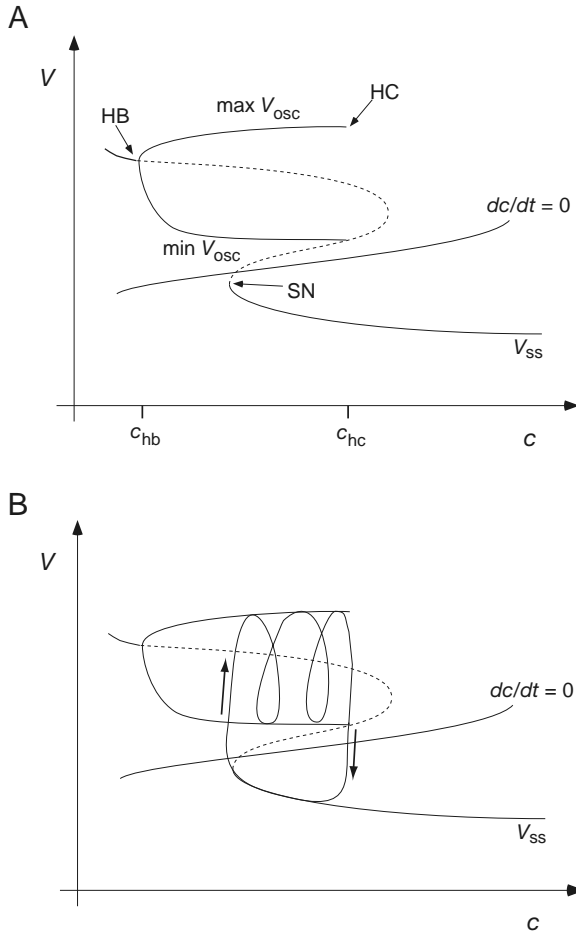 A
V
HC
max Vosc
HB
dc/dt = 0
min Vosc
SN
Vss
chb
chc
c
B
V
dc/dt = 0
Vss
c